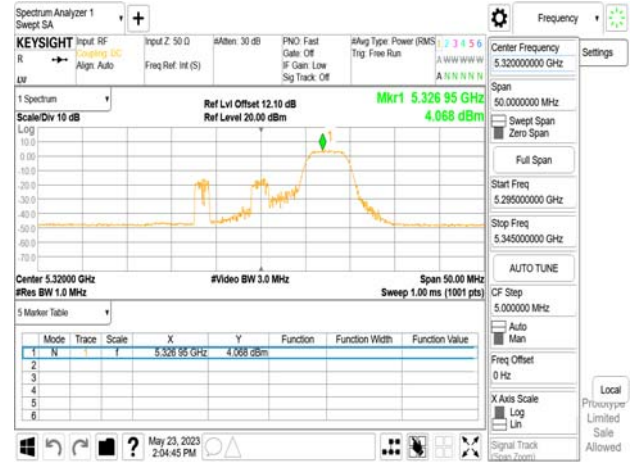 Spectrum Analyzer 1
Swept SA
+
Frequency
KEYSIGHT
R
Input: RF
Coupling: DC
Align: Auto
Input Z: 50 Ω
Freq Ref: Int (S)
#Atten: 30 dB
PNO: Fast
Gate: Off
IF Gain: Low
Sig Track: Off
#Avg Type: Power (RMS)
Trig: Free Run
1 2 3 4 5 6
A W W W W W
A N N N N N
1 Spectrum
Scale/Div 10 dB
Ref Lvl Offset 12.10 dB
Ref Level 20.00 dBm
Mkr1 5.326 95 GHz
4.068 dBm
Log
10.0
0.00
-10.0
-20.0
-30.0
-40.0
-50.0
-60.0
-70.0
1
Center 5.32000 GHz
#Res BW 1.0 MHz
#Video BW 3.0 MHz
Span 50.00 MHz
Sweep 1.00 ms (1001 pts)
5 Marker Table
Mode Trace Scale X Y Function Function Width Function Value
1 N 1 f 5.326 95 GHz 4.068 dBm
2
3
4
5
6
May 23, 2023
2:04:45 PM
Center Frequency
5.320000000 GHz
Settings
Span
50.0000000 MHz
Swept Span
Zero Span
Full Span
Start Freq
5.295000000 GHz
Stop Freq
5.345000000 GHz
AUTO TUNE
CF Step
5.000000 MHz
Auto
Man
Freq Offset
0 Hz
X Axis Scale
Log
Lin
Signal Track
(Span Zoom)
Local
Prototype
Limited
Sale
Allowed